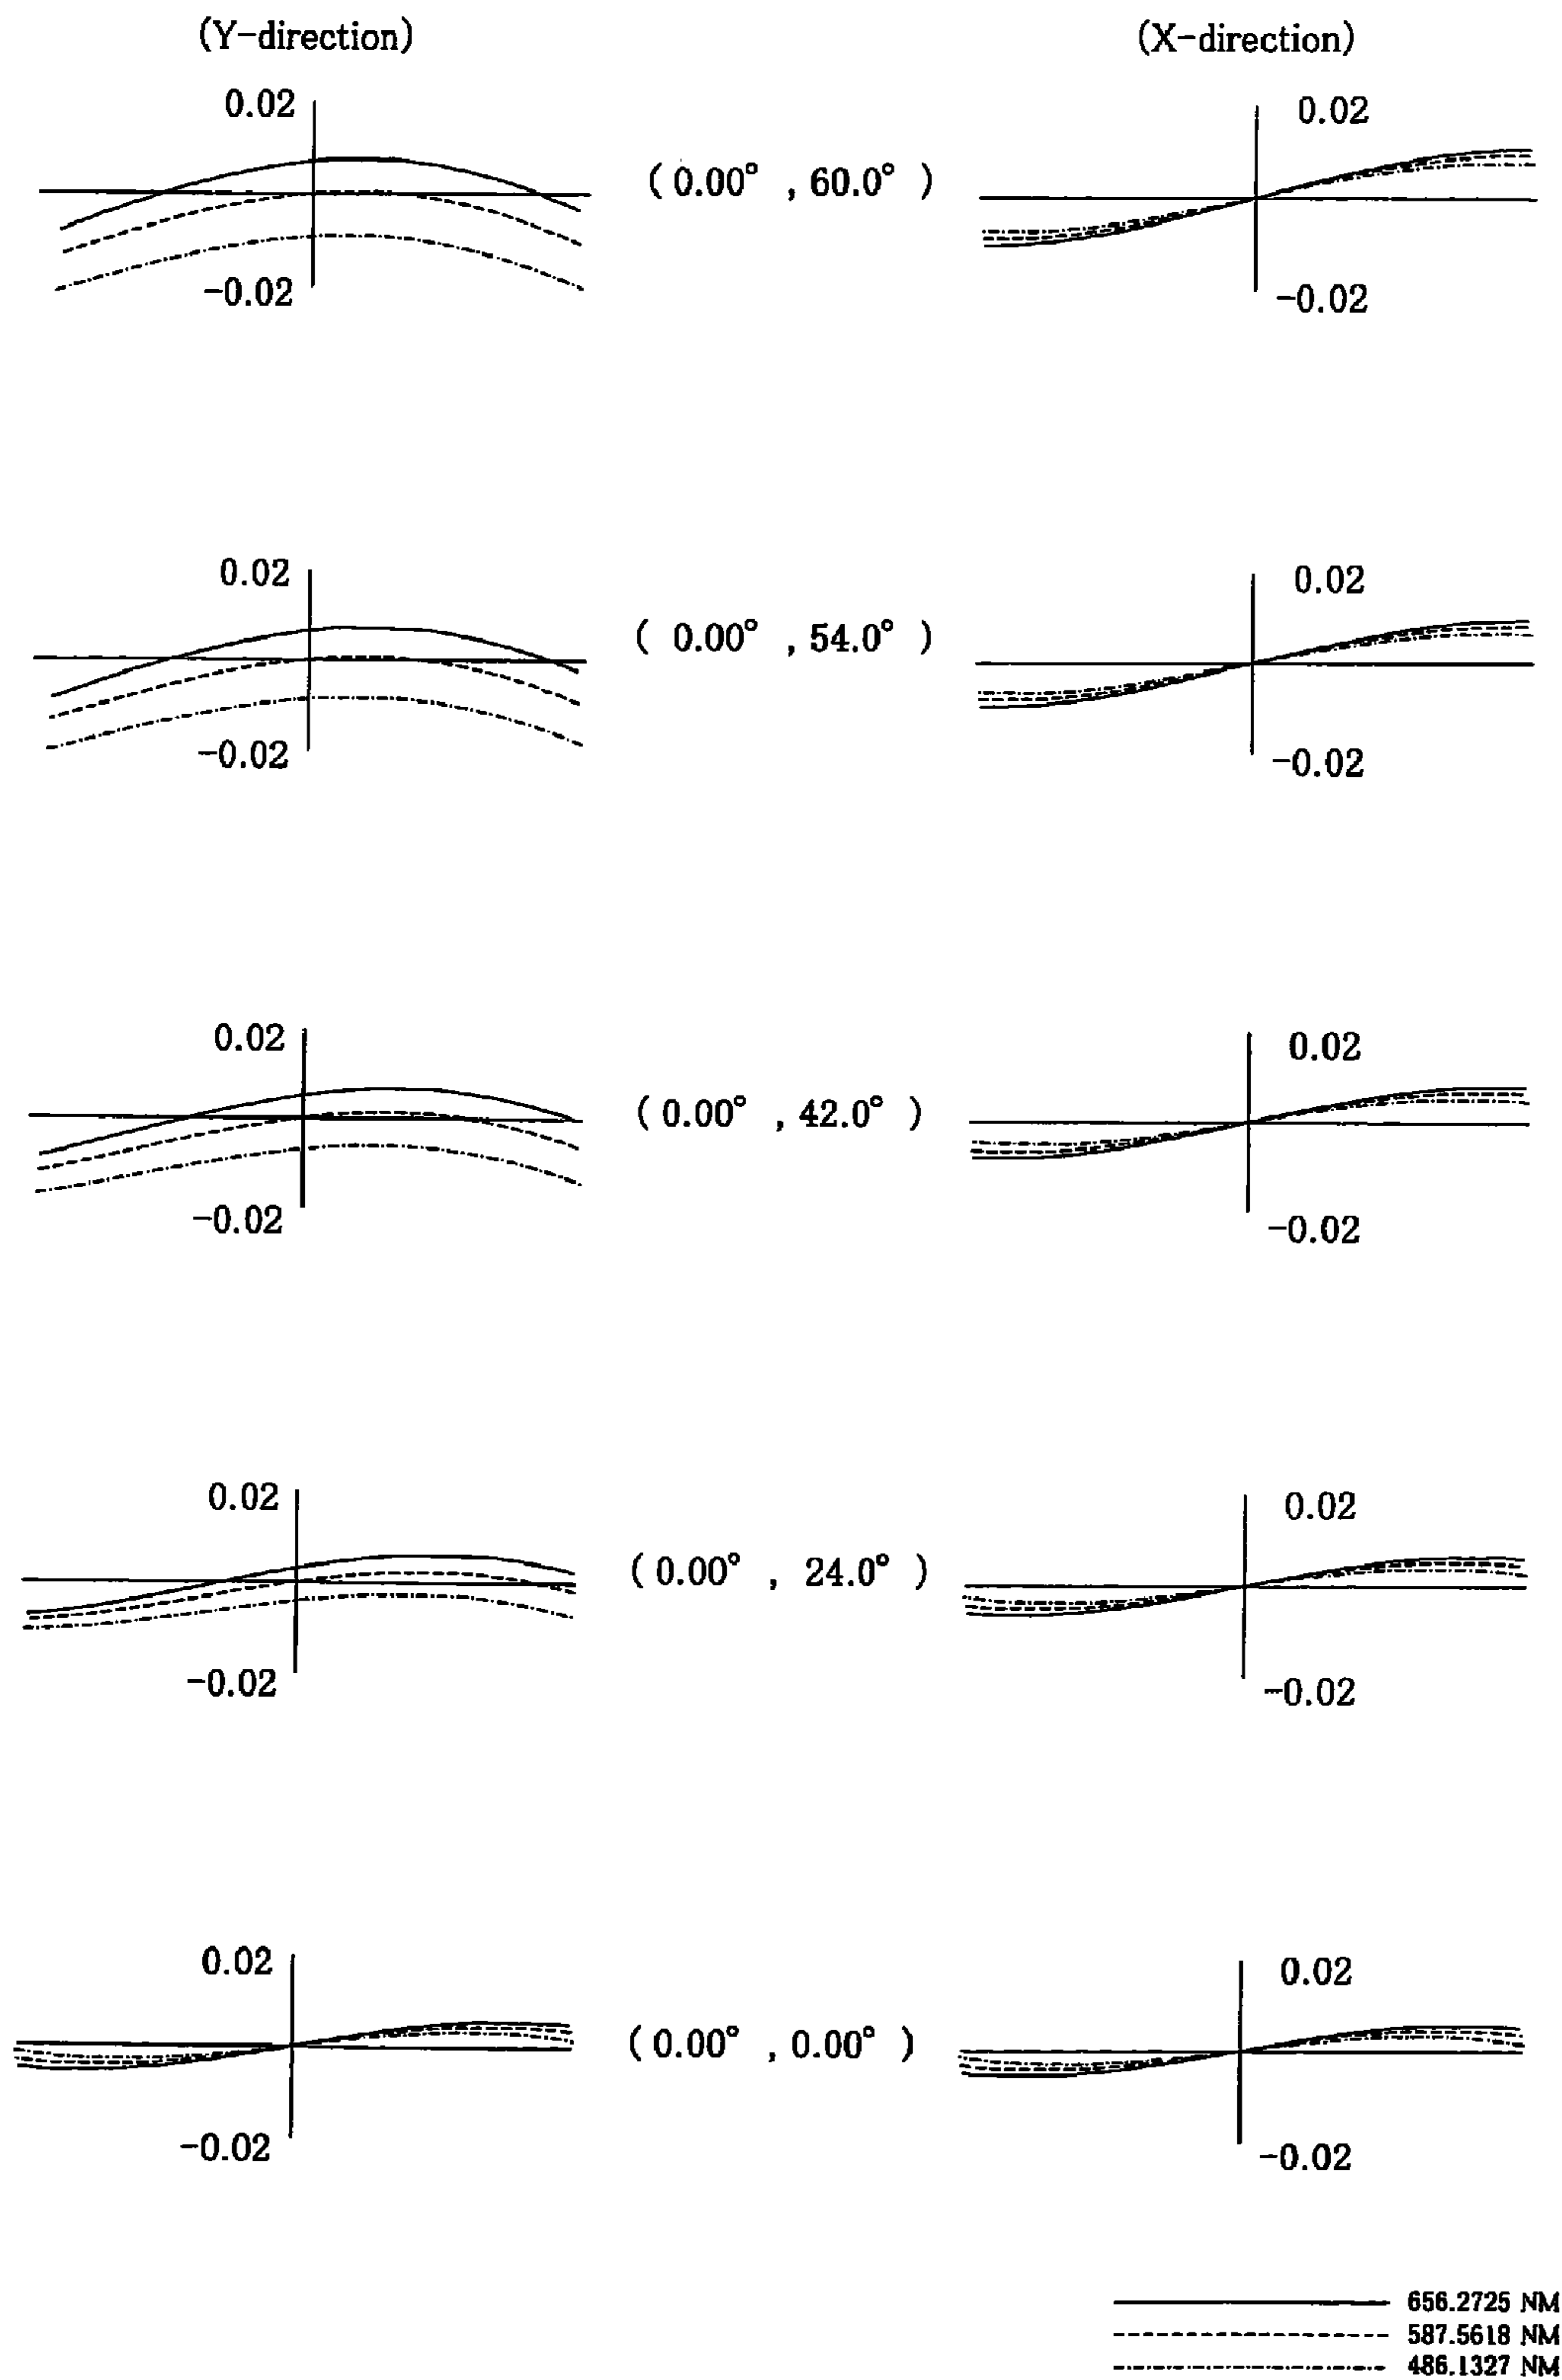 (Y-direction) (X-direction)
0.02 0.02
(0.00° , 60.0° )
-0.02 -0.02
0.02 0.02
( 0.00° , 54.0° )
-0.02 -0.02
0.02 0.02
(0.00° , 42.0° )
-0.02 -0.02
0.02 0.02
(0.00° , 24.0° )
-0.02 -0.02
0.02 0.02
(0.00° , 0.00° )
-0.02 -0.02
656.2725 NM
587.5618 NM
486.1327 NM